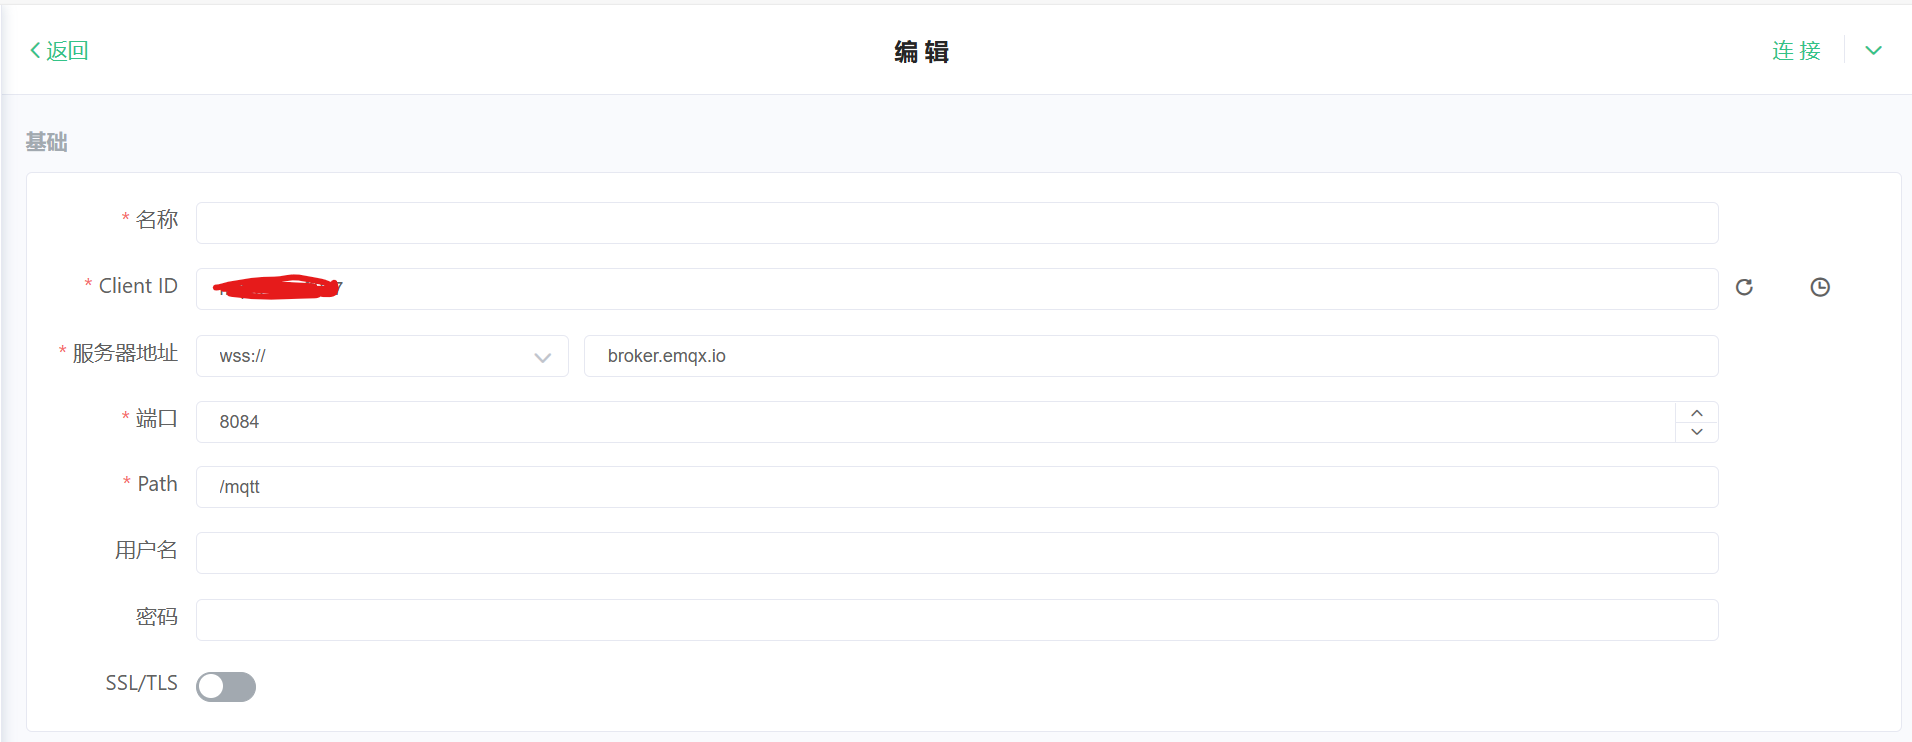 返回 编辑 连接
基础
* 名称
* Client ID
* 服务器地址 wss:// broker.emqx.io
* 端口 8084
* Path /mqtt
用户名
密码
SSL/TLS